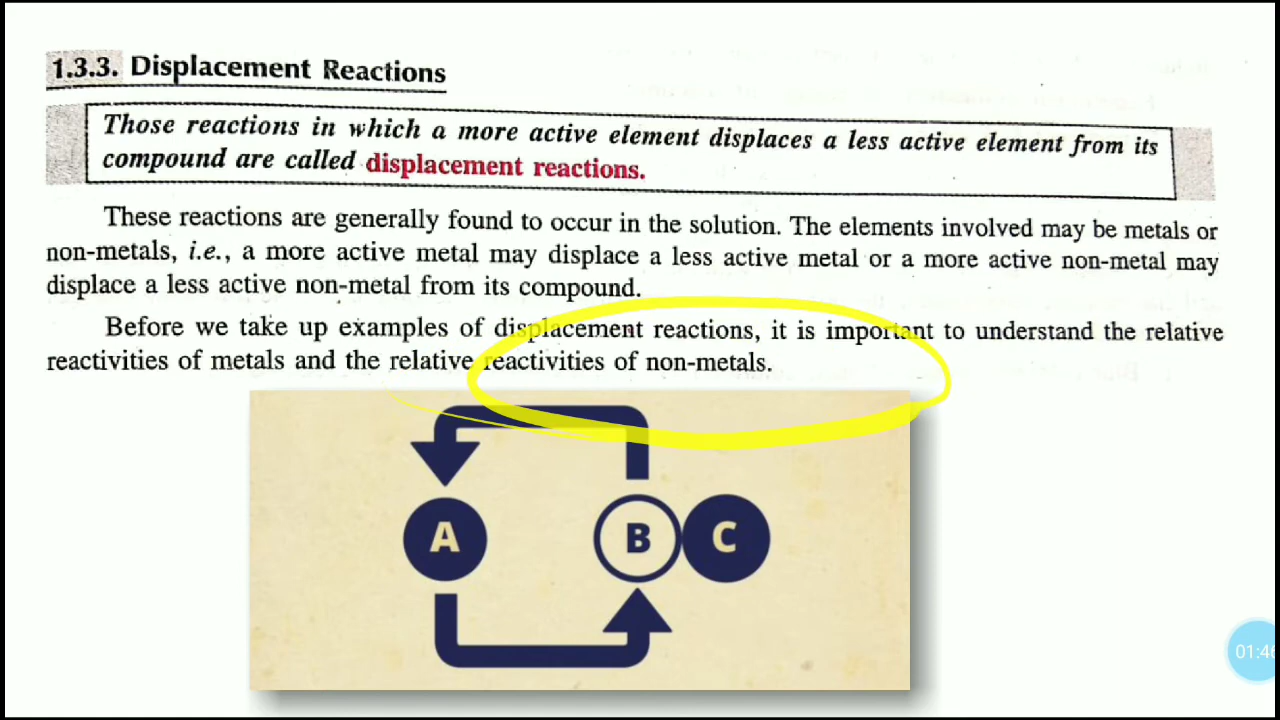 1.3.3. Displacement Reactions
Those reactions in which a more active element displaces a less active element from its
compound are called displacement reactions.
These reactions are generally found to occur in the solution. The elements involved may be metals or
non-metals, i.e., a more active metal may displace a less active metal or a more active non-metal may
displace a less active non-metal from its compound.
Before we take up examples of displacement reactions, it is important to understand the relative
reactivities of metals and the relative reactivities of non-metals.
A B C
01:46